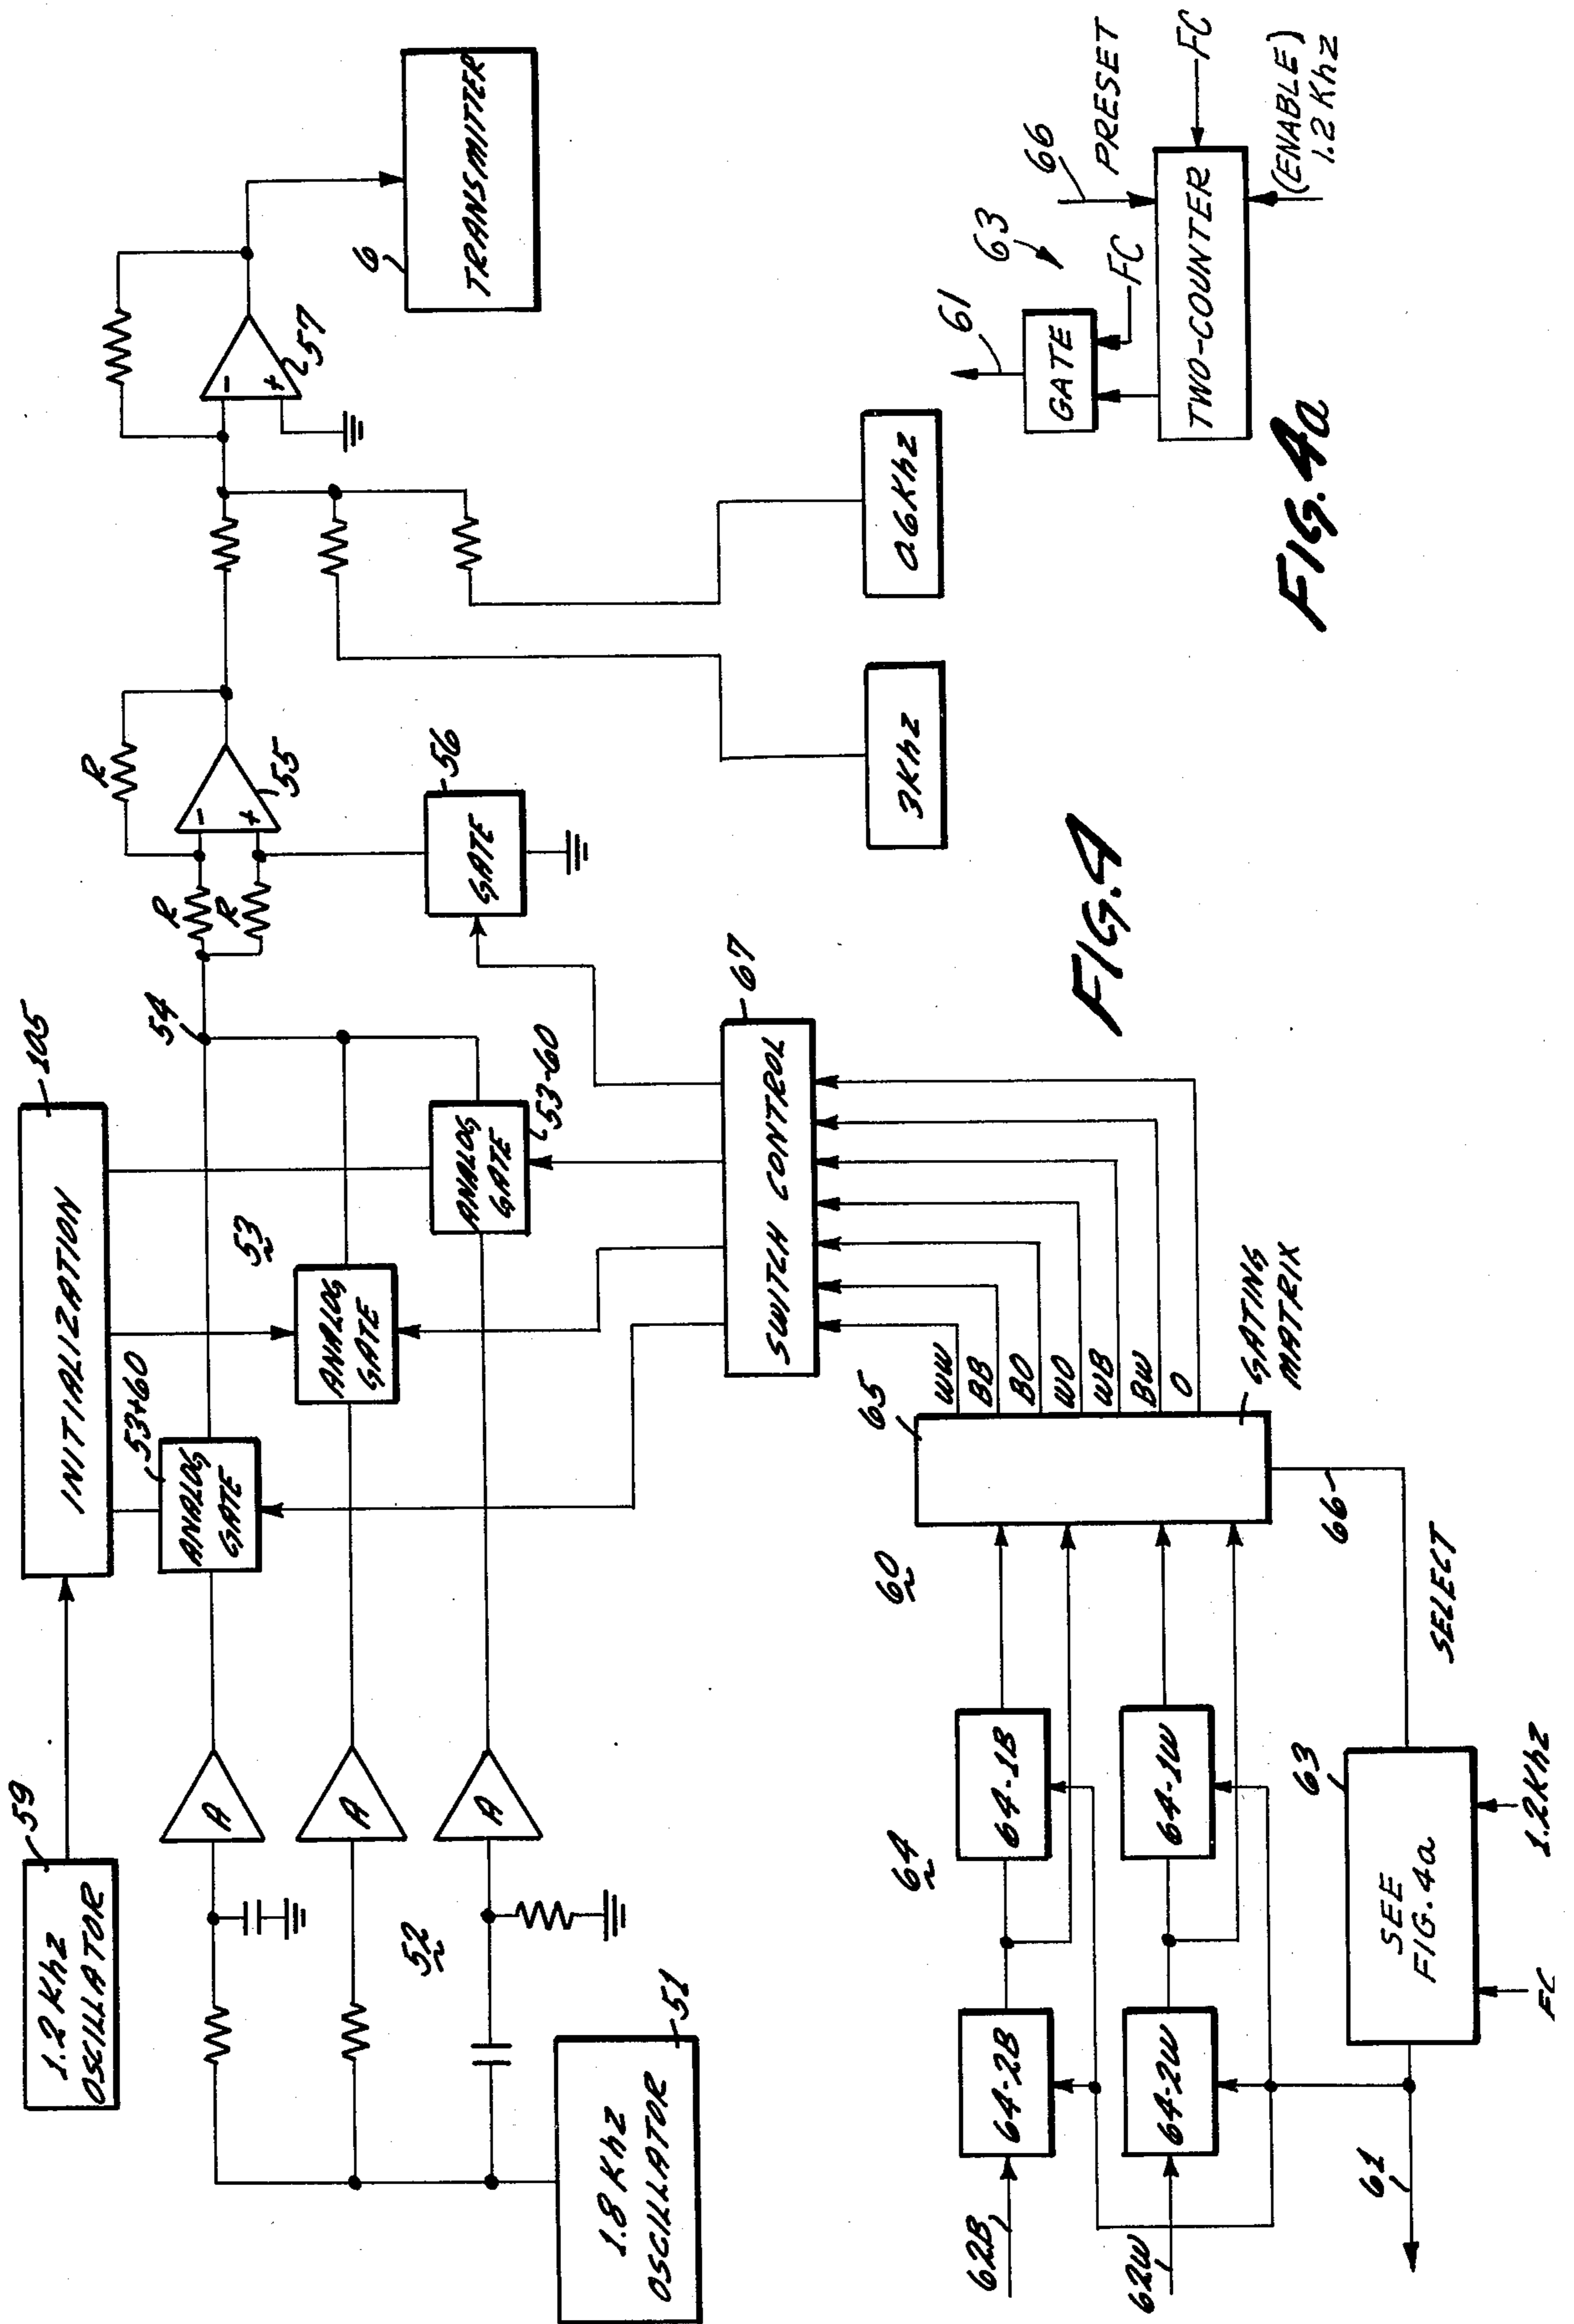 1.2 Khz
OSCILLATOR
59
INITIALIZATION
105
1.8 Khz
OSCILLATOR
51
52
A
A
A
ANALOG
GATE
53+60
ANALOG
GATE
53
ANALOG
GATE
53-60
54
R
R
R
-
+
55
GATE
56
-
+
57
TRANSMITTER
6
3Khz
0.6Khz
SWITCH CONTROL
67
62B
62W
64-2B
64-1B
64
64-2W
64-1W
60
65
WW
BB
BO
WO
WB
BW
O
GATING
MATRIX
66
SELECT
SEE
FIG. 4a
63
61
FC
1.2Khz
FIG. 4
61
GATE
FC
63
66
PRESET
TWO-COUNTER
FC
(ENABLE)
1.2 Khz
FIG. 4a